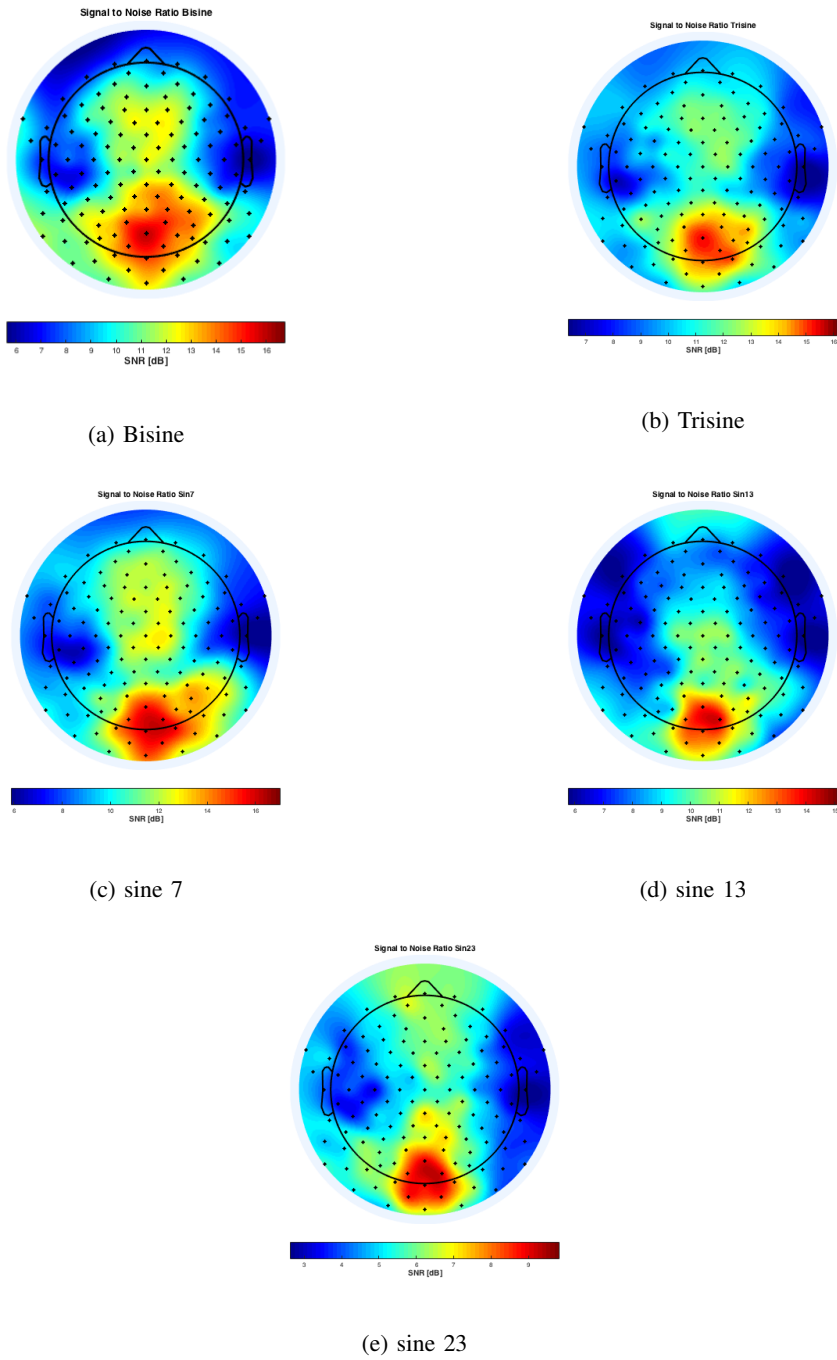 Signal to Noise Ratio Bisine
6 7 8 9 10 11 12 13 14 15 16
SNR [dB]
(a) Bisine
Signal to Noise Ratio Trisine
7 8 9 10 11 12 13 14 15 16
SNR [dB]
(b) Trisine
Signal to Noise Ratio Sin7
6 8 10 12 14 16
SNR [dB]
(c) sine 7
Signal to Noise Ratio Sin13
6 7 8 9 10 11 12 13 14 15
SNR [dB]
(d) sine 13
Signal to Noise Ratio Sin23
3 4 5 6 7 8 9
SNR [dB]
(e) sine 23